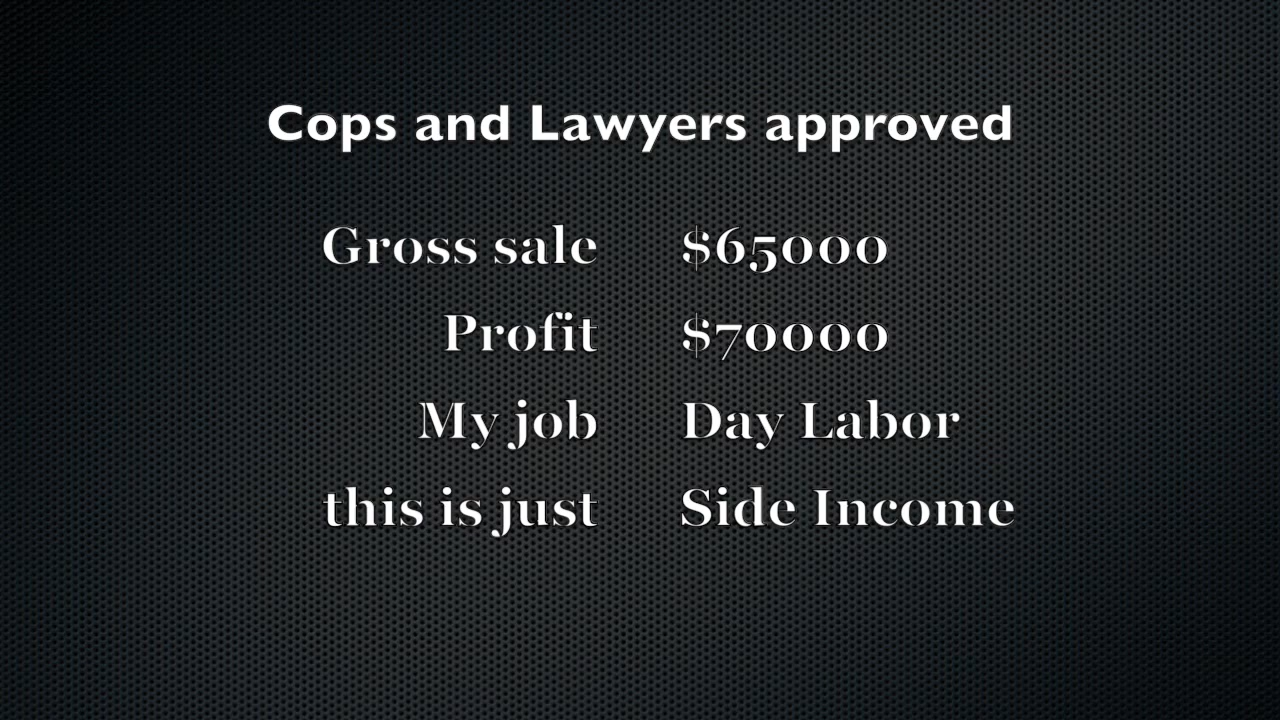 Cops and Lawyers approved
Gross sale $65000
Profit $70000
My job Day Labor
this is just Side Income